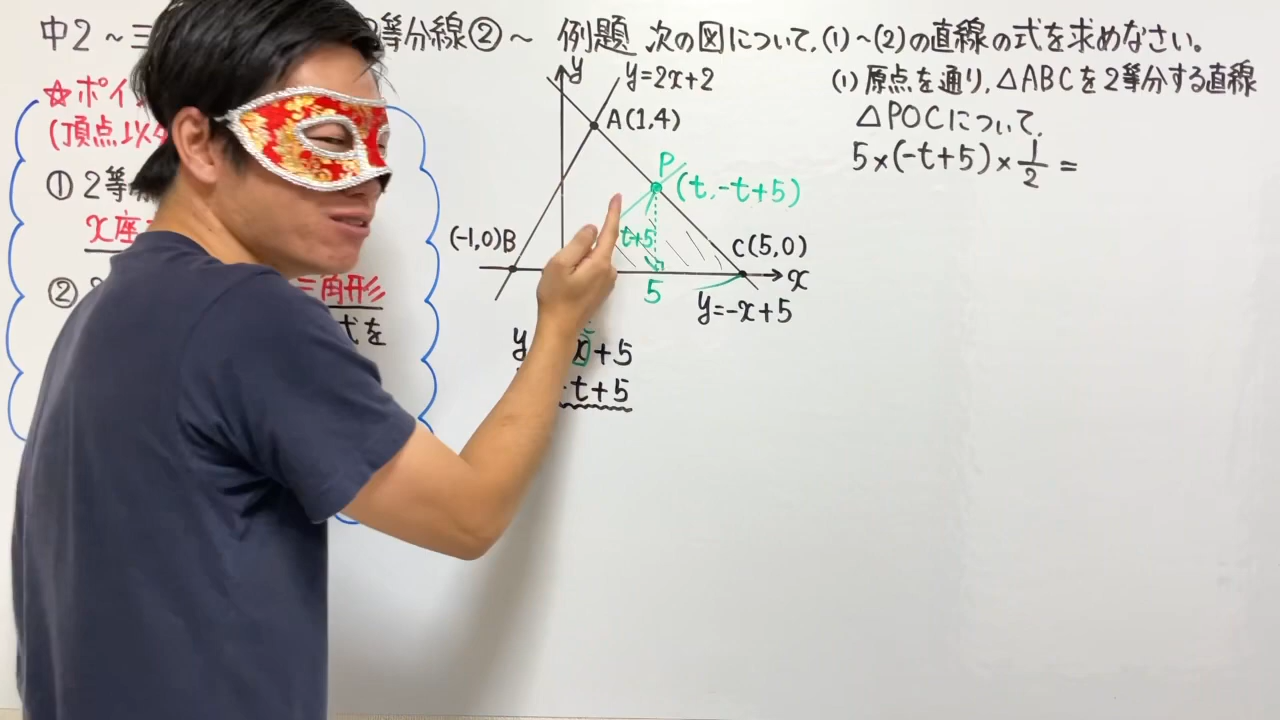 中2～三
2等分線②～
例題 次の図について,(1)～(2)の直線の式を求めなさい。
☆ポイ
(頂点以外
① 2等分
x座
②
三角形
式を
y
y=2x+2
A(1,4)
P
(t,-t+5)
(-1,0)B
t+5
C(5,0)
x
5
y=-x+5
y
x+5
-t+5
(1) 原点を通り,△ABCを2等分する直線
△POCについて,
5×(-t+5)×1/2=